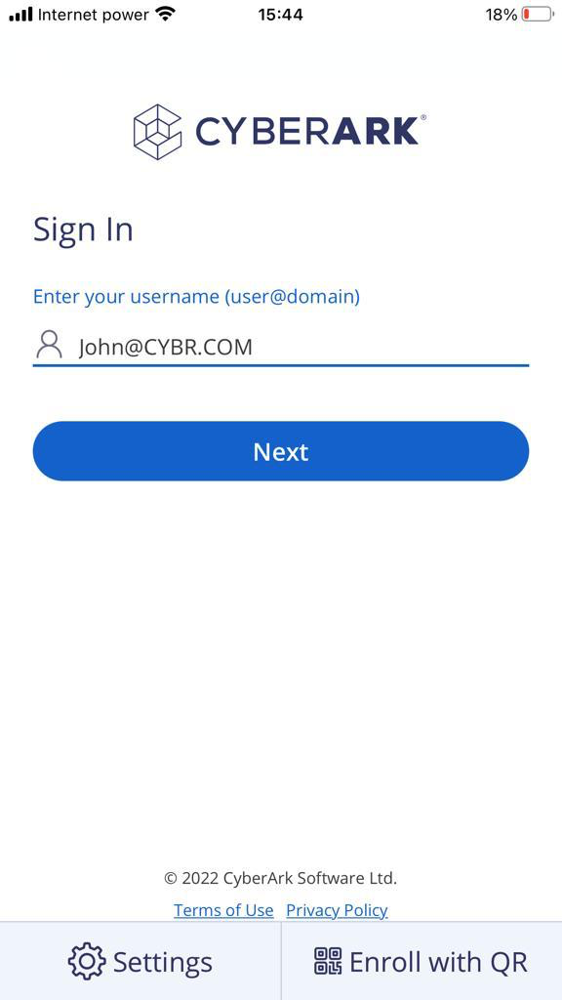 Internet power 15:44 18%
CYBERARK®
Sign In
Enter your username (user@domain)
John@CYBR.COM
Next
© 2022 CyberArk Software Ltd.
Terms of Use Privacy Policy
Settings Enroll with QR